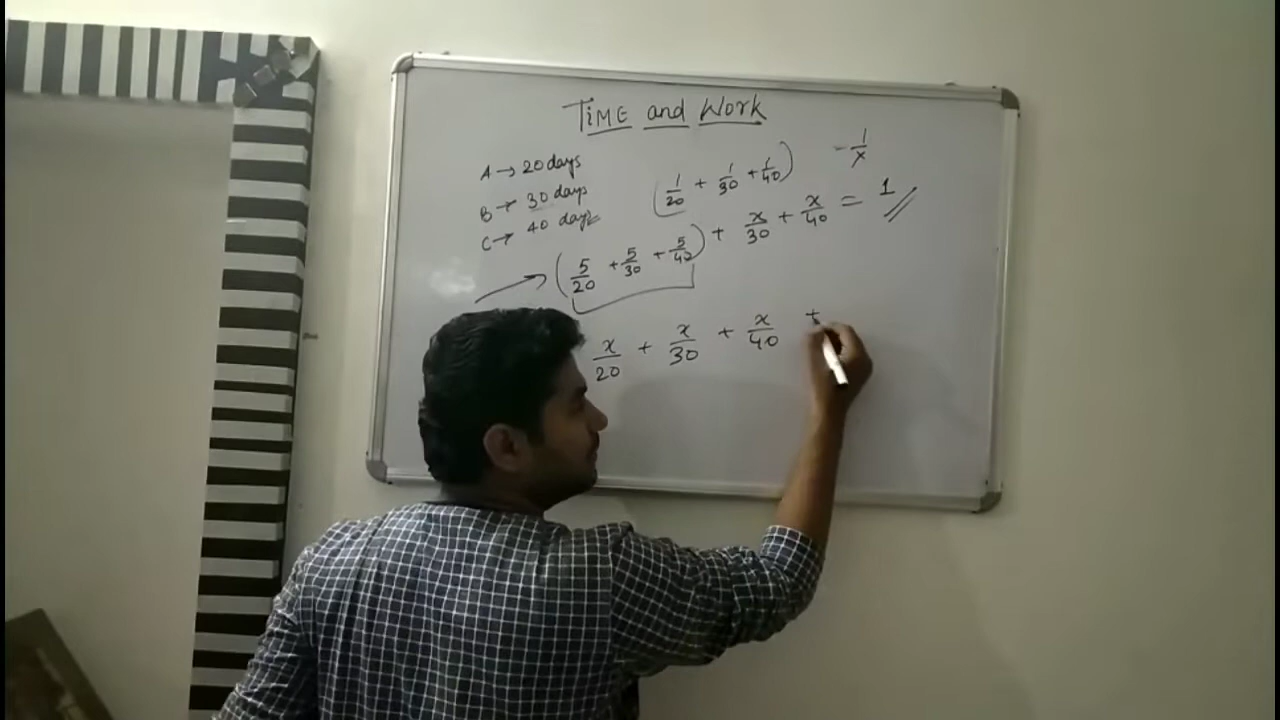 TIME and Work
A → 20 days
B → 30 days
C → 40 days
(1/20 + 1/30 + 1/40) - 1/x
(5/20 + 5/30 + 5/40) + x/30 + x/40 = 1 //
x/20 + x/30 + x/40 +